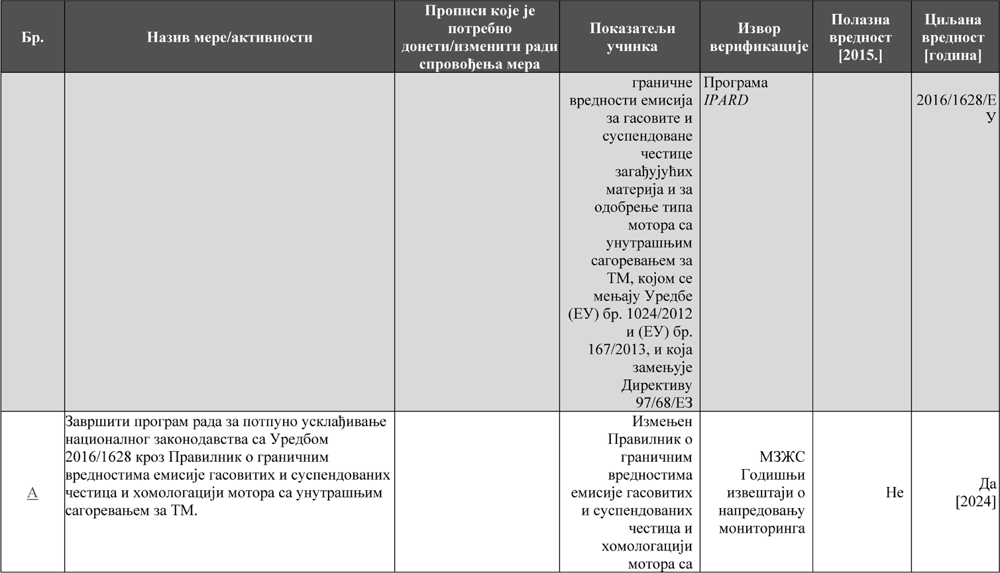 Бр.
Назив мере/активности
Прописи које је
потребно
донети/изменити ради
спровођења мера
Показатељи
учинка
Извор
верификације
Полазна
вредност
[2015.]
Циљана
вредност
[година]
граничне
вредности емисија
за гасовите и
суспендоване
честице
загађујућих
материја и за
одобрење типа
мотора са
унутрашњим
сагоревањем за
ТМ, којом се
мењају Уредбе
(ЕУ) бр. 1024/2012
и (ЕУ) бр.
167/2013, и која
замењује
Директиву
97/68/ЕЗ
Програма
IPARD
2016/1628/Е
У
А
Завршити програм рада за потпуно усклађивање
националног законодавства са Уредбом
2016/1628 кроз Правилник о граничним
вредностима емисије гасовитих и суспендованих
честица и хомологацији мотора са унутрашњим
сагоревањем за ТМ.
Измењен
Правилник о
граничним
вредностима
емисије гасовитих
и суспендованих
честица и
хомологацији
мотора са
МЗЖС
Годишњи
извештаји о
напредовању
мониторинга
Не
Да
[2024]